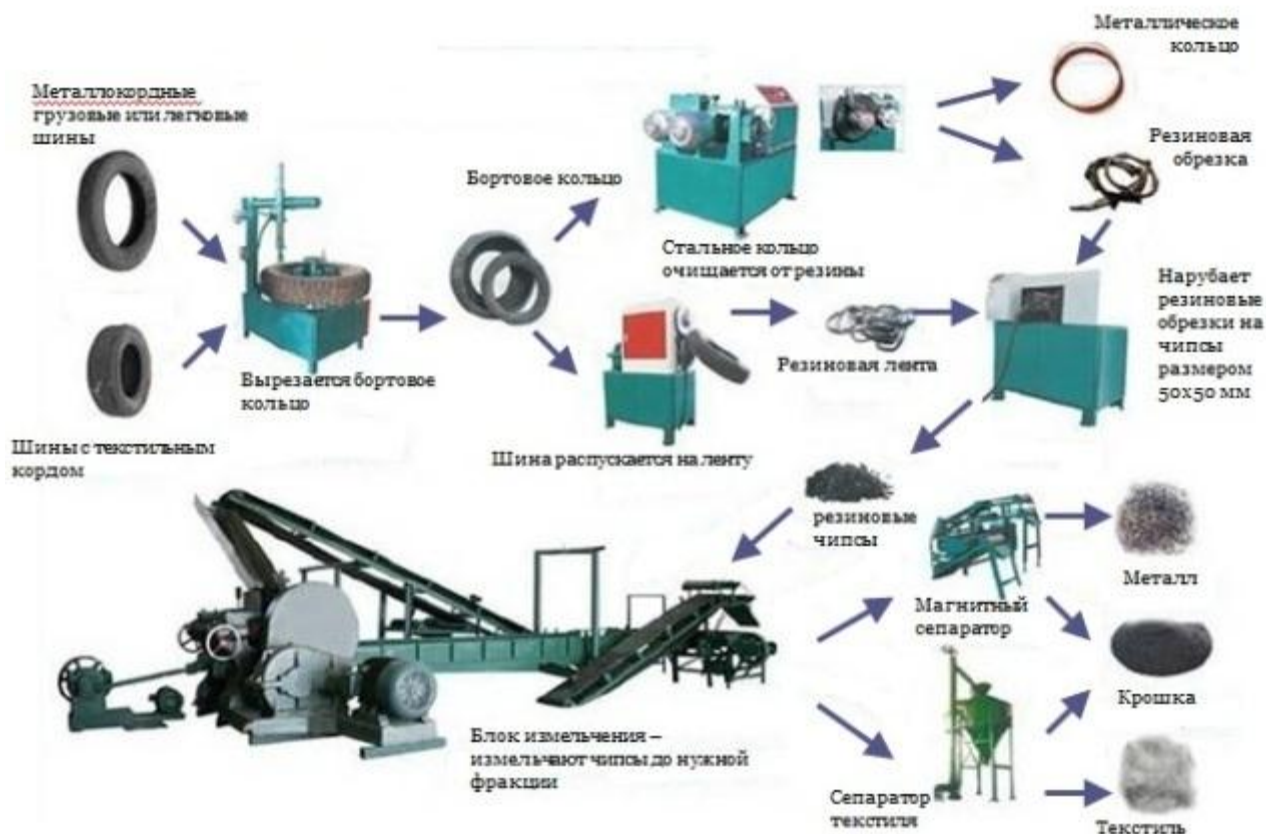 Металлическое
кольцо
Металлокордные
грузовые или легковые
шины
Резиновая
обрезка
Бортовое кольцо
Стальное кольцо
очищается от резины
Нарубает
резиновые
обрезки на
чипсы
размером
50х50 мм
Резиновая лента
Вырезается бортовое
кольцо
Шины с текстильным
кордом
Шина распускается на ленту
резиновые
чипсы
Металл
Магнитный
сепаратор
Крошка
Блок измельчения –
измельчают чипсы до нужной
фракции
Сепаратор
текстиля
Текстиль